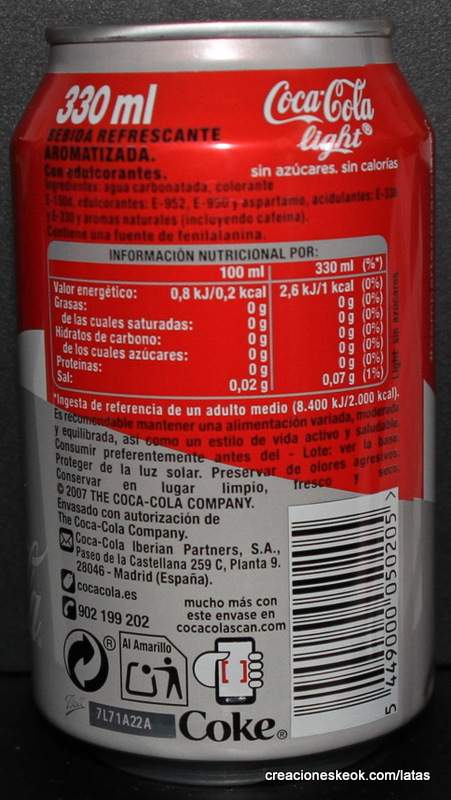 330 ml
Coca-Cola
light®
BEBIDA REFRESCANTE
AROMATIZADA.
Con edulcorantes.
sin azúcares, sin calorías
Ingredientes: agua carbonatada, colorante
E-150d, edulcorantes: E-952, E-950 y aspartamo, acidulantes: E-338
y E-330 y aromas naturales (incluyendo cafeína).
Contiene una fuente de fenilalanina.
INFORMACIÓN NUTRICIONAL POR:
100 ml 330 ml (%*)
Valor energético: 0,8 kJ/0,2 kcal 2,6 kJ/1 kcal (0%)
Grasas: 0 g 0 g (0%)
de las cuales saturadas: 0 g 0 g (0%)
Hidratos de carbono: 0 g 0 g (0%)
de los cuales azúcares: 0 g 0 g (0%)
Proteínas: 0 g 0 g (0%)
Sal: 0,02 g 0,07 g (1%)
*Ingesta de referencia de un adulto medio (8.400 kJ/2.000 kcal).
Es recomendable mantener una alimentación variada, moderada
y equilibrada, así como un estilo de vida activo y saludable.
Consumir preferentemente antes del - Lote: ver la base.
Proteger de la luz solar. Preservar de olores agresivos.
Conservar en lugar limpio, fresco y seco.
© 2007 THE COCA-COLA COMPANY.
Envasado con autorización de
The Coca-Cola Company.
Coca-Cola Iberian Partners, S.A.,
Paseo de la Castellana 259 C, Planta 9.
28046 - Madrid (España).
cocacola.es
902 199 202
mucho más con
este envase en
cocacolascan.com
®
Al Amarillo
7L71A22A
Coke®
5 449000 050205 >
creacioneskeok.com/latas